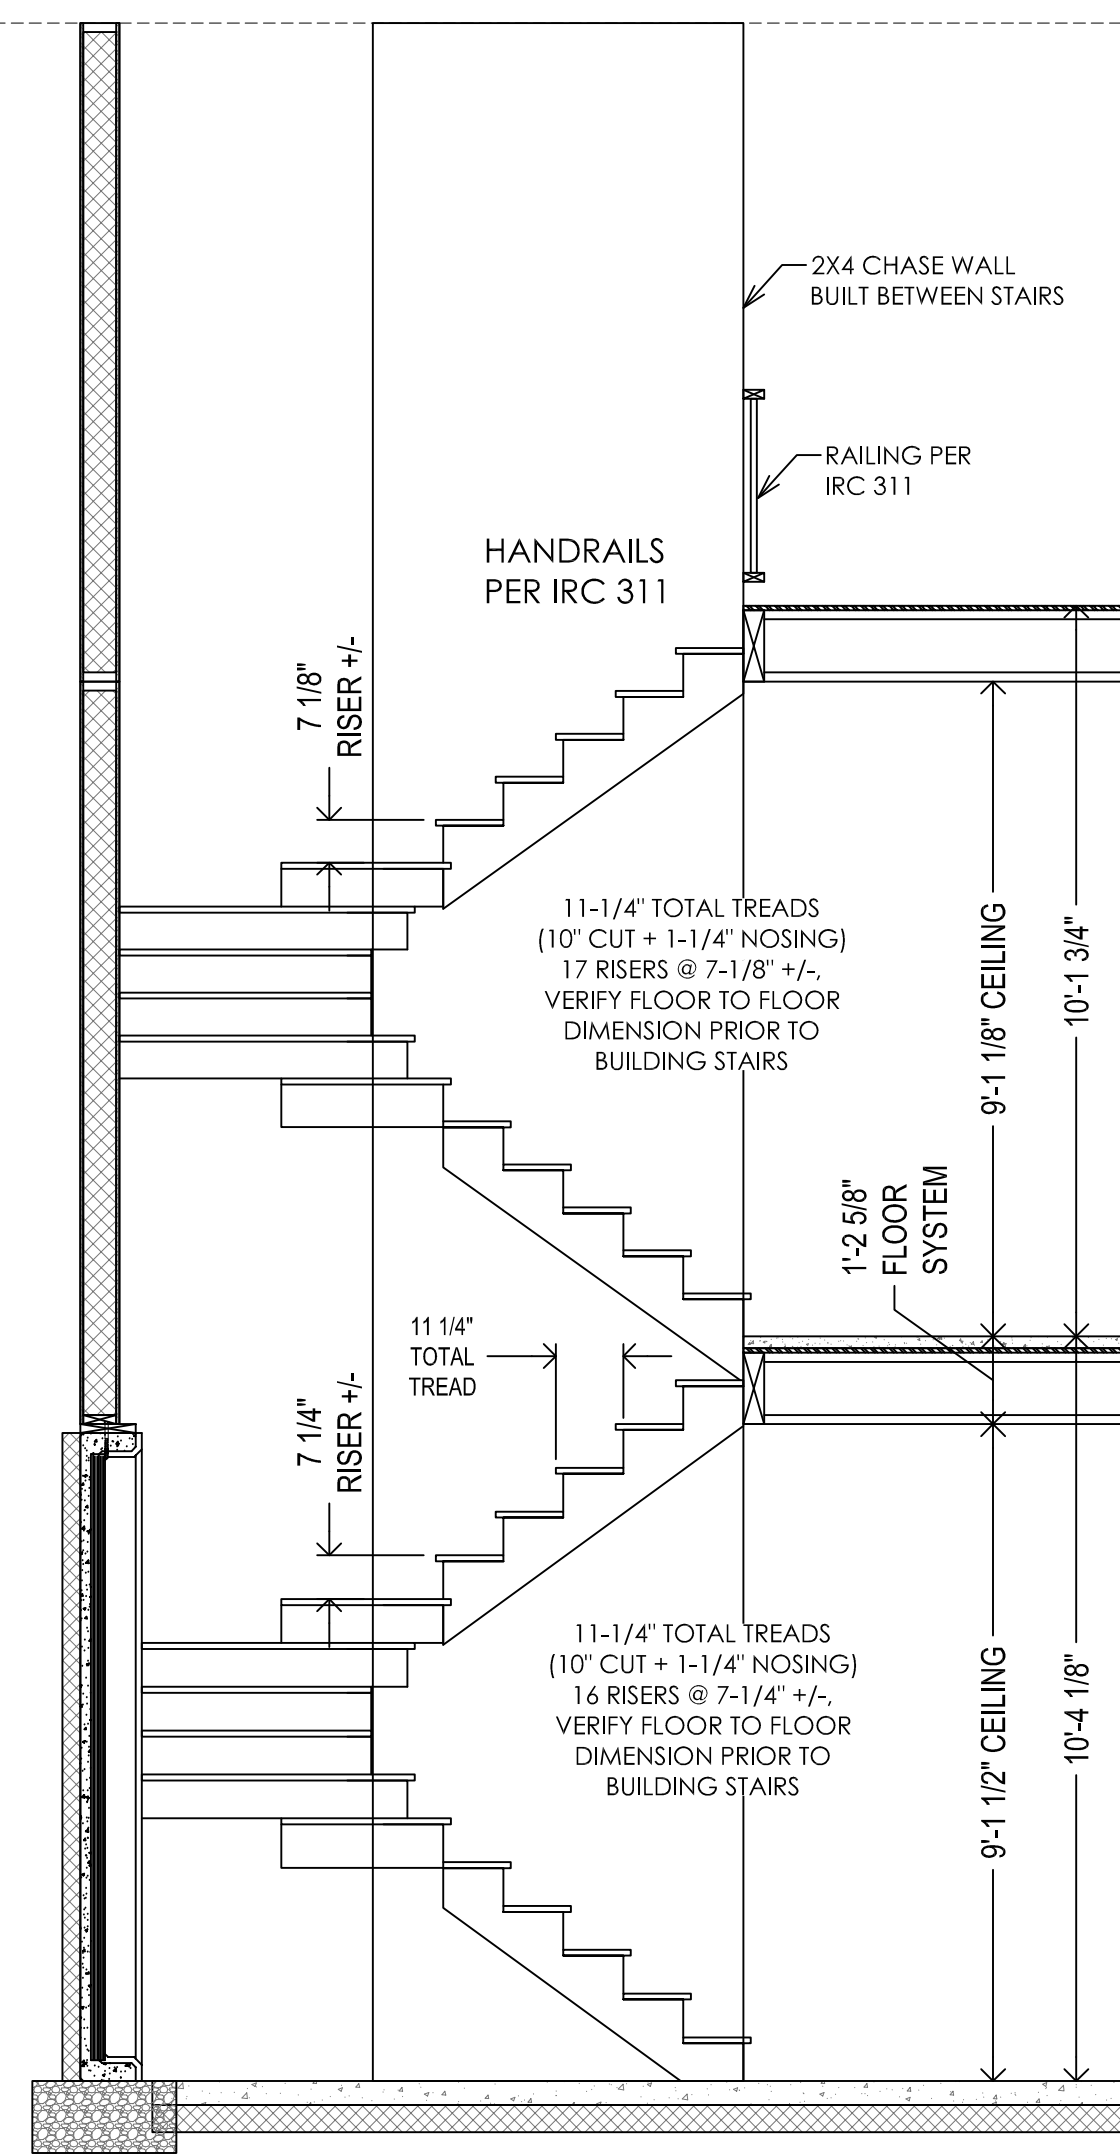 2X4 CHASE WALL
BUILT BETWEEN STAIRS
RAILING PER
IRC 311
HANDRAILS
PER IRC 311
7 1/8"
RISER +/-
11-1/4" TOTAL TREADS
(10" CUT + 1-1/4" NOSING)
17 RISERS @ 7-1/8" +/-,
VERIFY FLOOR TO FLOOR
DIMENSION PRIOR TO
BUILDING STAIRS
9'-1 1/8" CEILING
10'-1 3/4"
1'-2 5/8"
FLOOR
SYSTEM
11 1/4"
TOTAL
TREAD
7 1/4"
RISER +/-
11-1/4" TOTAL TREADS
(10" CUT + 1-1/4" NOSING)
16 RISERS @ 7-1/4" +/-,
VERIFY FLOOR TO FLOOR
DIMENSION PRIOR TO
BUILDING STAIRS
9'-1 1/2" CEILING
10'-4 1/8"